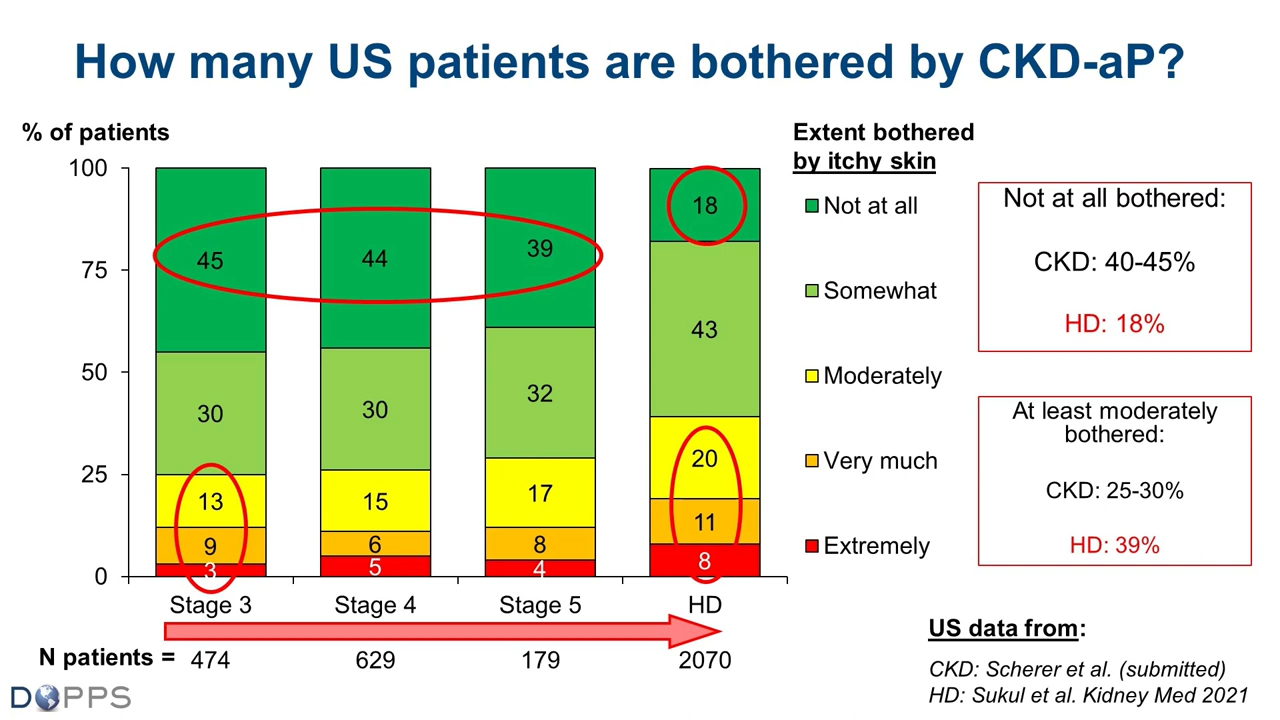 How many US patients are bothered by CKD-aP?
% of patients
100
75
50
25
0
45
44
39
18
30
30
32
43
13
15
17
20
9
6
8
11
3
5
4
8
Stage 3
Stage 4
Stage 5
HD
N patients =
474
629
179
2070
Extent bothered
by itchy skin
Not at all
Somewhat
Moderately
Very much
Extremely
Not at all bothered:
CKD: 40-45%
HD: 18%
At least moderately
bothered:
CKD: 25-30%
HD: 39%
US data from:
CKD: Scherer et al. (submitted)
HD: Sukul et al. Kidney Med 2021
DOPPS